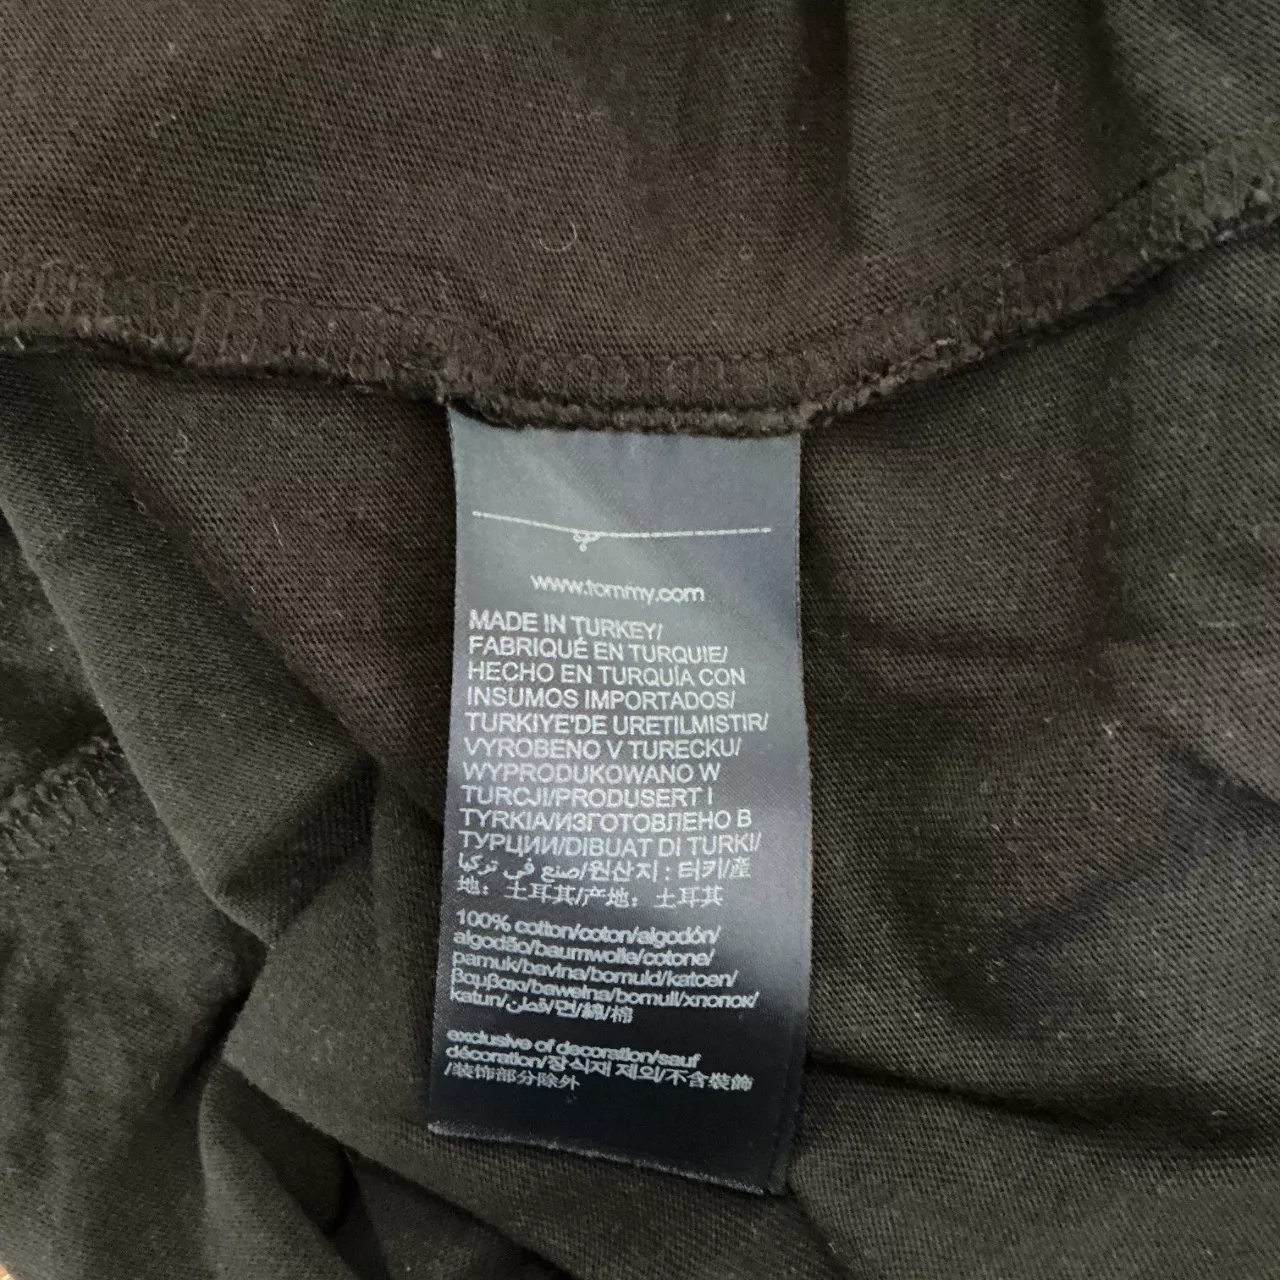 www.tommy.com
MADE IN TURKEY/
FABRIQUÉ EN TURQUIE/
HECHO EN TURQUÍA CON
INSUMOS IMPORTADOS/
TURKIYE'DE URETILMISTIR/
VYROBENO V TURECKU/
WYPRODUKOWANO W
TURCJI/PRODUSERT I
TYRKIA/ИЗГОТОВЛЕНО В
ТУРЦИИ/DIBUAT DI TURKI/
صنع في تركيا/원산지 : 터키/產
地： 土耳其/产地： 土耳其
100% cotton/coton/algodón/
algodão/baumwolle/cotone/
pamuk/bavlna/bomuld/katoen/
βαμβακι/bawełna/bomull/хлопок/
katun/قطن/면/綿/棉
exclusive of decoration/sauf
décoration/장식재 제외/不含裝飾
/装饰部分除外